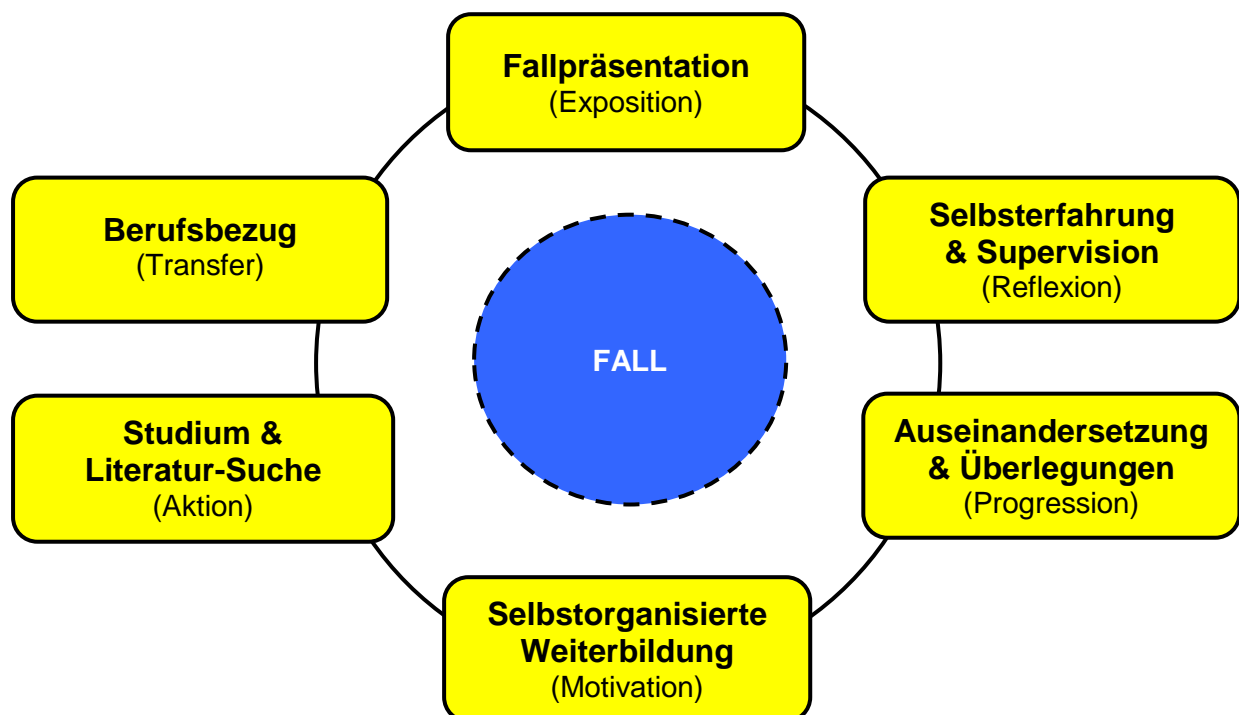 Fallpräsentation
(Exposition)
Selbsterfahrung
& Supervision
(Reflexion)
Auseinandersetzung
& Überlegungen
(Progression)
Selbstorganisierte
Weiterbildung
(Motivation)
Studium &
Literatur-Suche
(Aktion)
Berufsbezug
(Transfer)
FALL